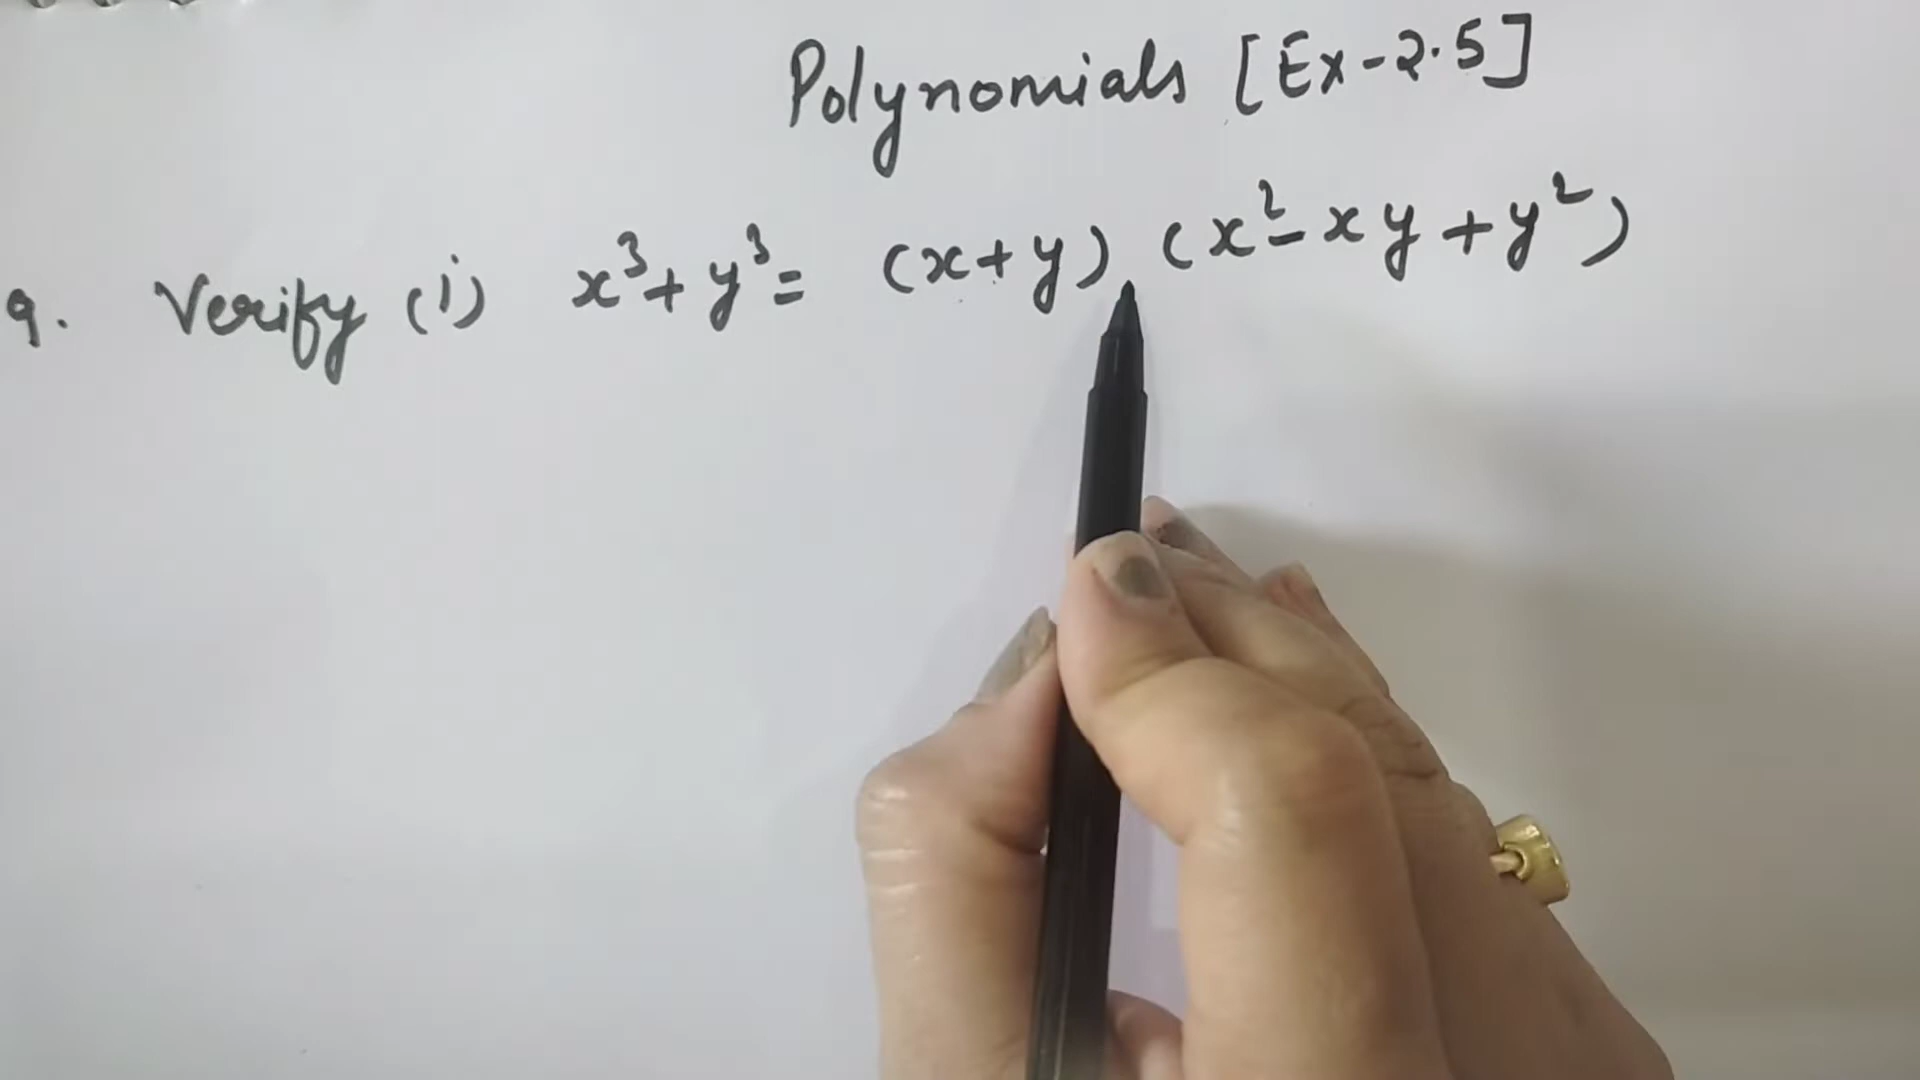 Polynomials [Ex-2.5]
9. Verify (i) x³+y³= (x+y) (x²-xy+y²)